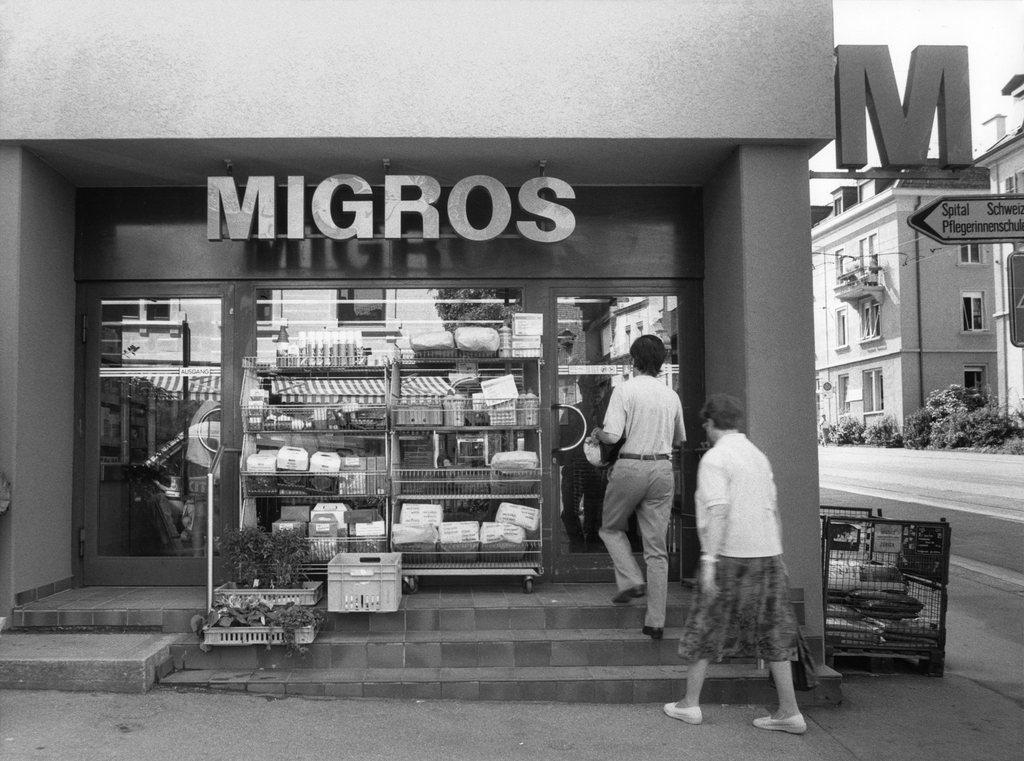 MIGROS
M
Spital Schweiz
Pflegerinnenschule
AUSGANG